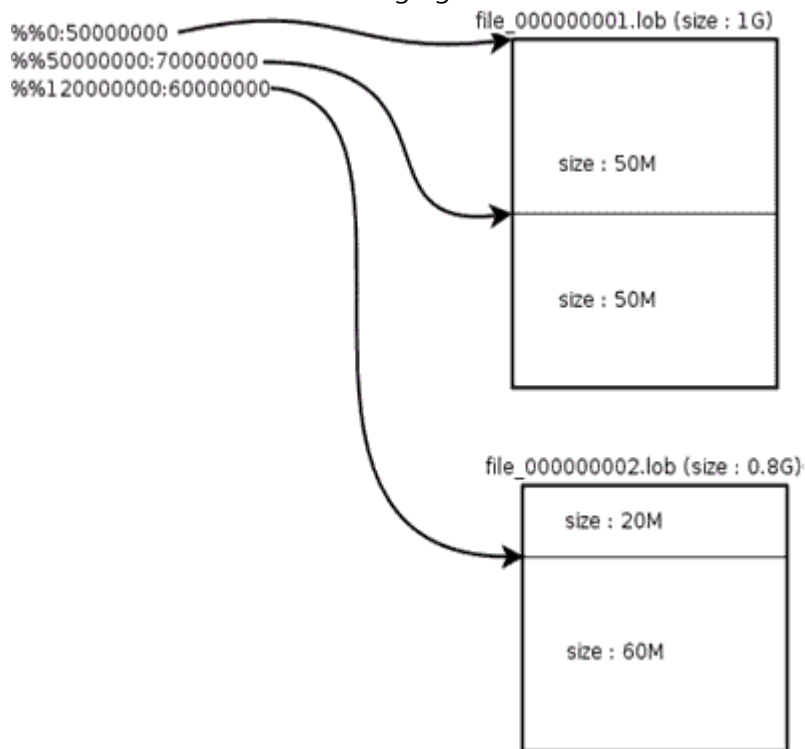 %%0:50000000
%%50000000:70000000
%%120000000:60000000
file_000000001.lob (size : 1G)
size : 50M
size : 50M
file_000000002.lob (size : 0.8G)
size : 20M
size : 60M